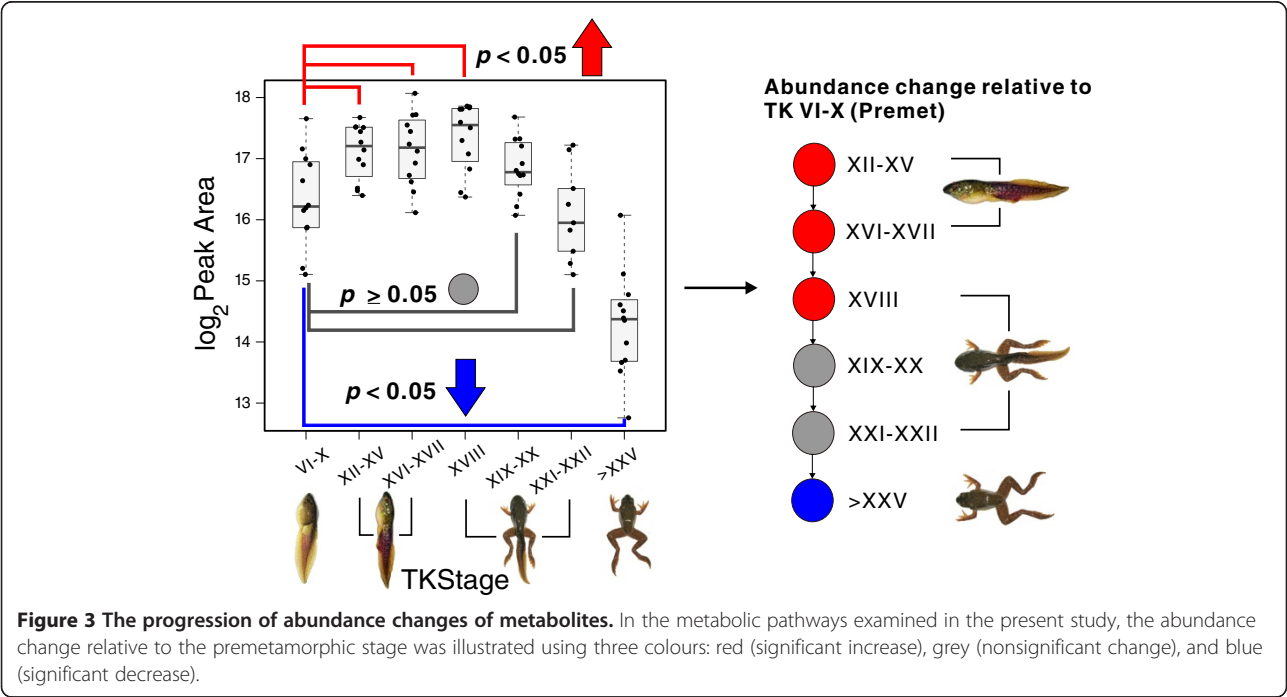 p < 0.05
18
17
16
15
14
13
log2 Peak Area
p ≥ 0.05
p < 0.05
VI-X
XII-XV
XVI-XVII
XVIII
XIX-XX
XXI-XXII
>XXV
TKStage
Abundance change relative to
TK VI-X (Premet)
XII-XV
XVI-XVII
XVIII
XIX-XX
XXI-XXII
>XXV
Figure 3 The progression of abundance changes of metabolites. In the metabolic pathways examined in the present study, the abundance
change relative to the premetamorphic stage was illustrated using three colours: red (significant increase), grey (nonsignificant change), and blue
(significant decrease).